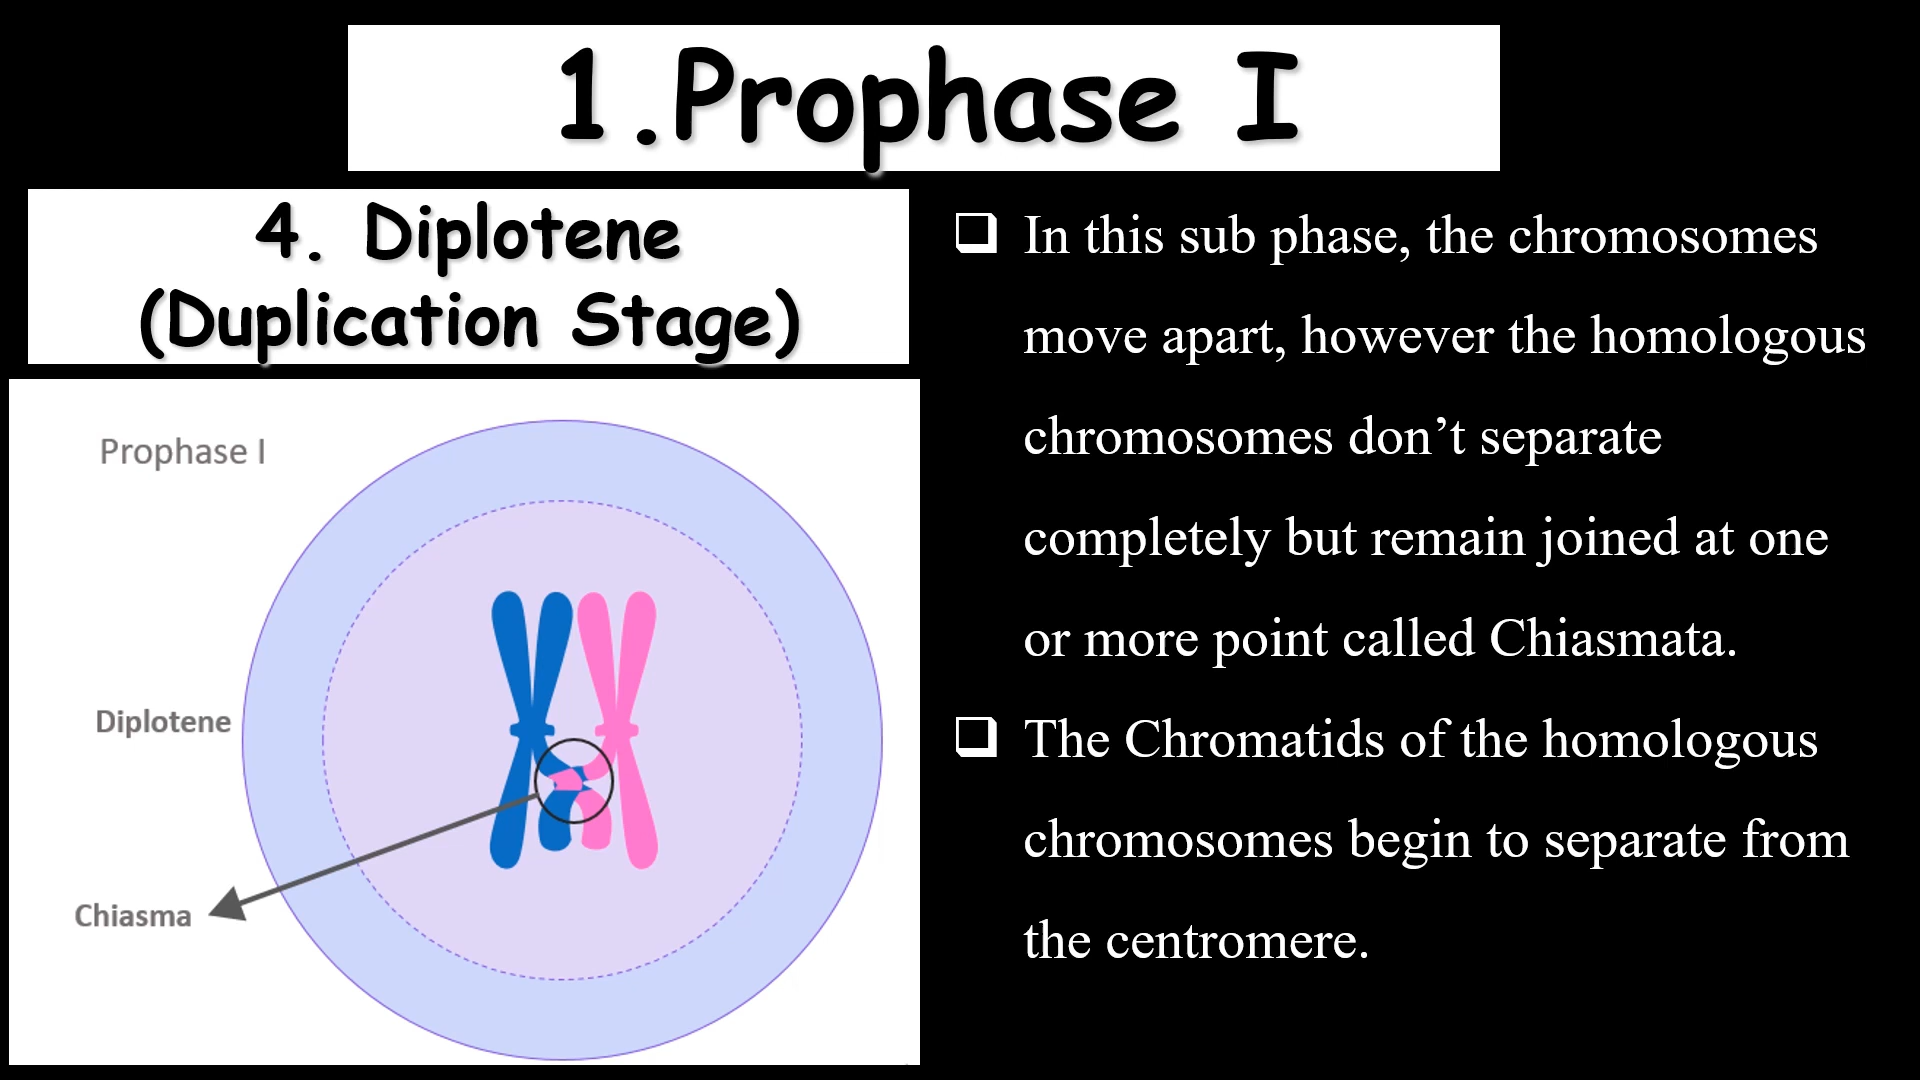 1.Prophase I
4. Diplotene
(Duplication Stage)
Prophase I
Diplotene
Chiasma
❑ In this sub phase, the chromosomes
move apart, however the homologous
chromosomes don’t separate
completely but remain joined at one
or more point called Chiasmata.
❑ The Chromatids of the homologous
chromosomes begin to separate from
the centromere.